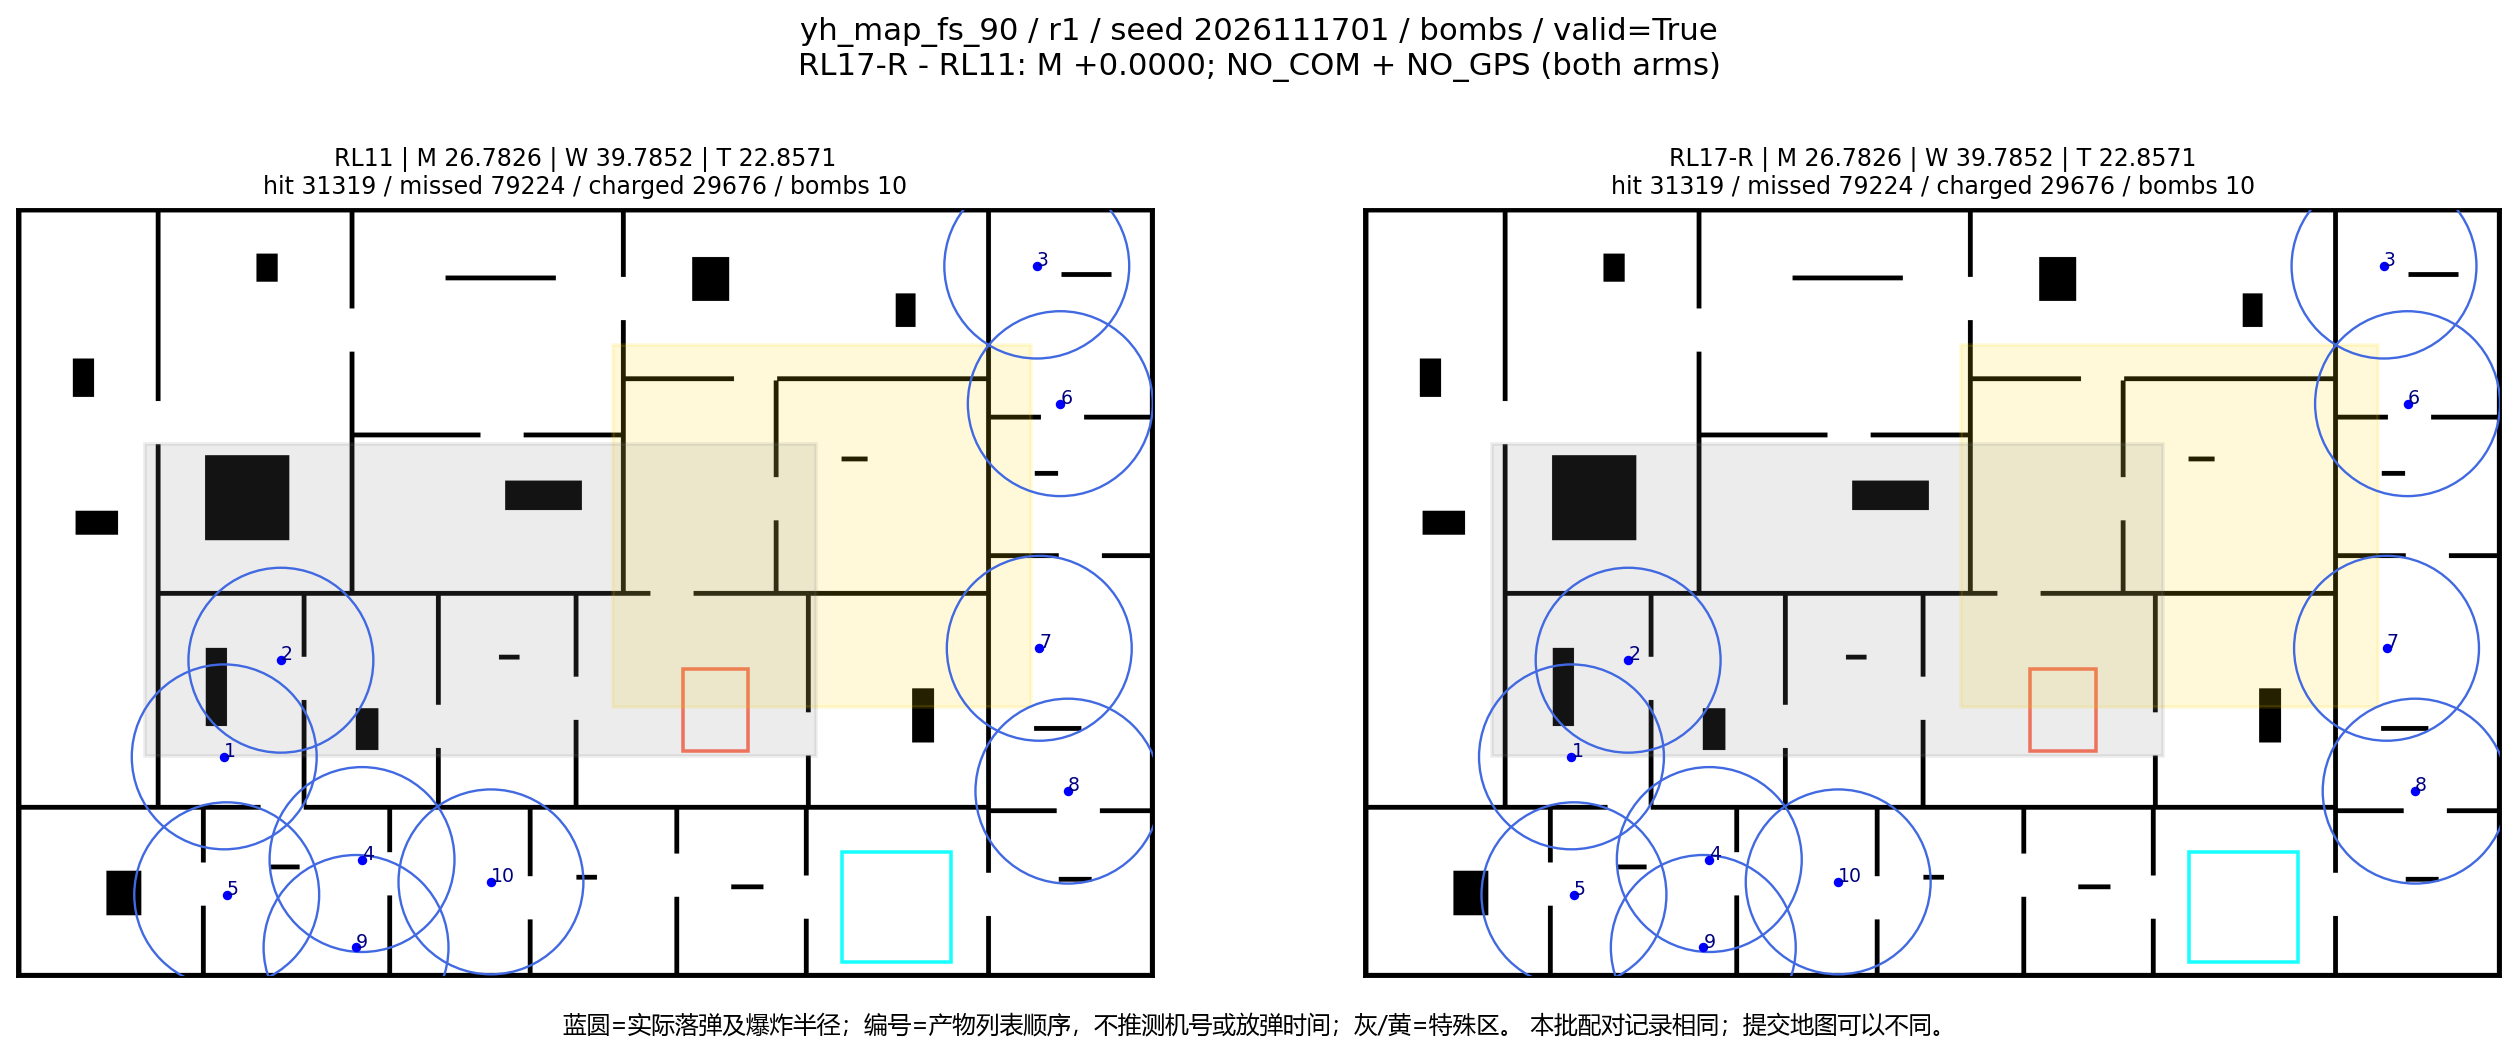 yh_map_fs_90 / r1 / seed 2026111701 / bombs / valid=True
RL17-R - RL11: M +0.0000; NO_COM + NO_GPS (both arms)
RL11 | M 26.7826 | W 39.7852 | T 22.8571
hit 31319 / missed 79224 / charged 29676 / bombs 10
3
6
2
7
1
8
4
10
5
9
RL17-R | M 26.7826 | W 39.7852 | T 22.8571
hit 31319 / missed 79224 / charged 29676 / bombs 10
3
6
2
7
1
8
4
10
5
9
蓝圆=实际落弹及爆炸半径；编号=产物列表顺序，不推测机号或放弹时间；灰/黄=特殊区。 本批配对记录相同；提交地图可以不同。